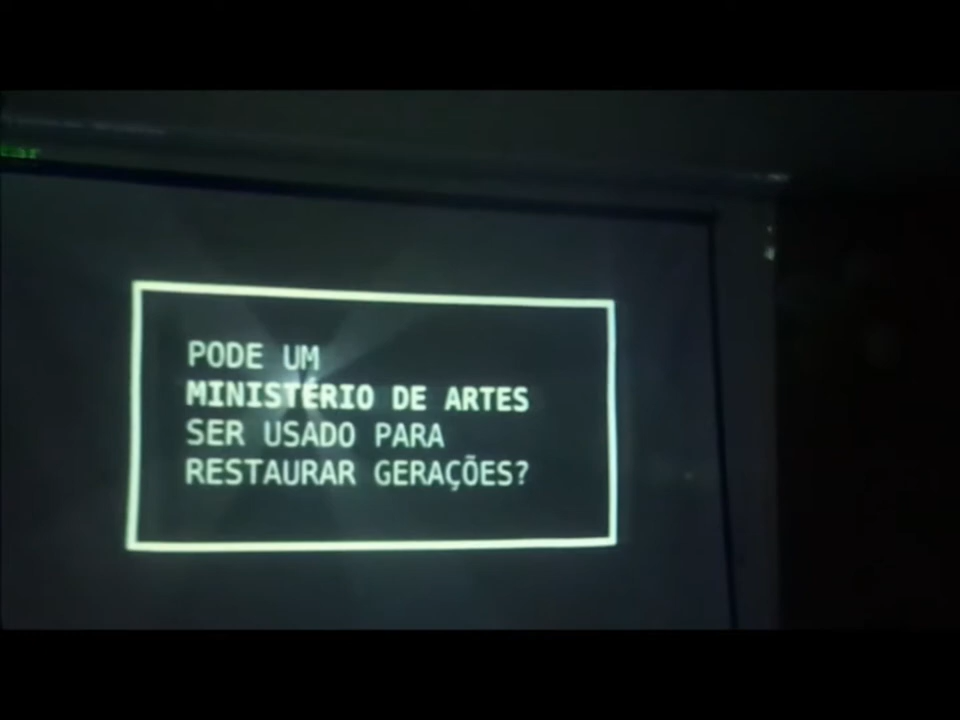 PODE UM
MINISTÉRIO DE ARTES
SER USADO PARA
RESTAURAR GERAÇÕES?